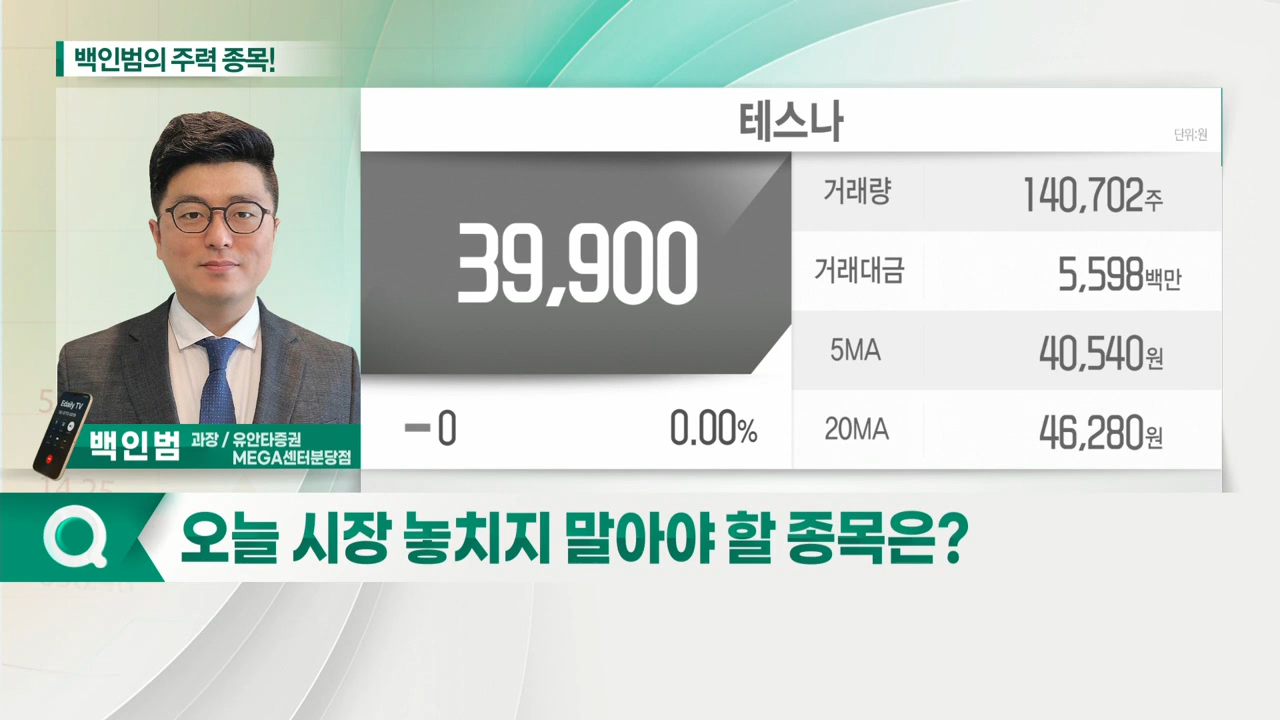 백인범의 주력 종목!
테스나
단위:원
39,900
0 0.00%
거래량 140,702주
거래대금 5,598백만
5MA 40,540원
20MA 46,280원
Edaily TV
백인범 과장 / 유안타증권
MEGA센터분당점
Q 오늘 시장 놓치지 말아야 할 종목은?